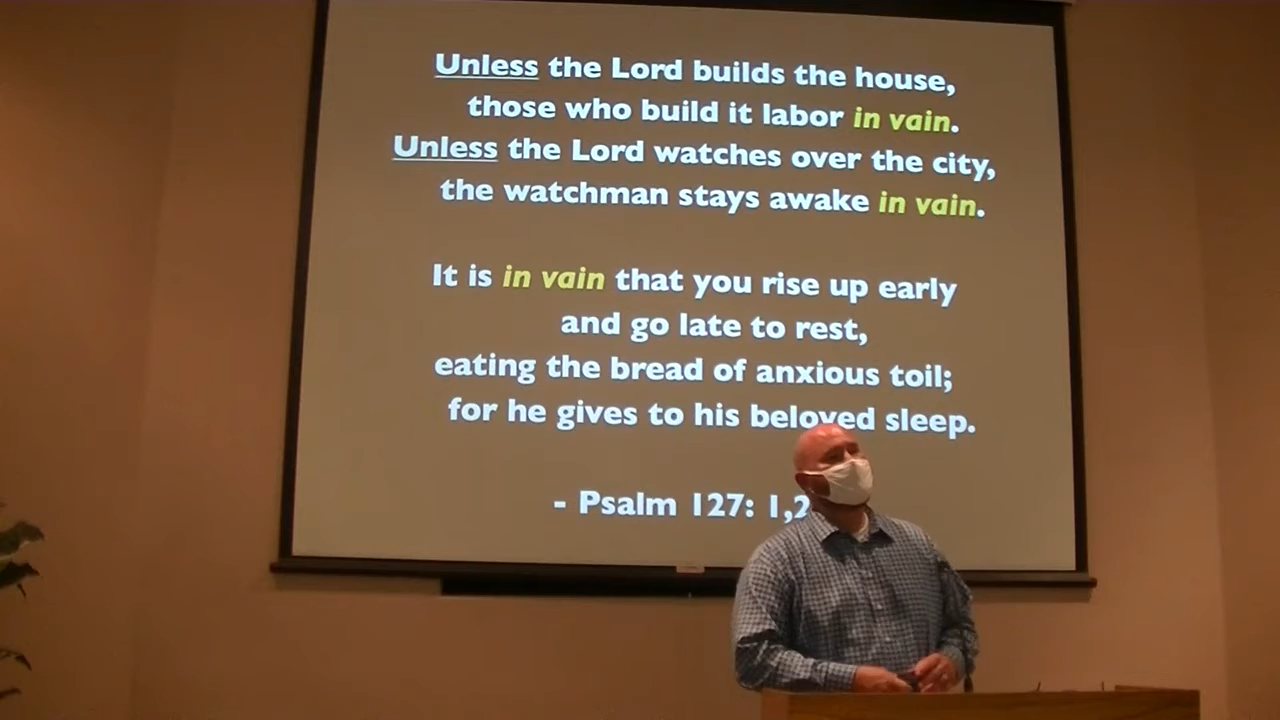 Unless the Lord builds the house,
those who build it labor in vain.
Unless the Lord watches over the city,
the watchman stays awake in vain.
It is in vain that you rise up early
and go late to rest,
eating the bread of anxious toil;
for he gives to his beloved sleep.
- Psalm 127: 1,2